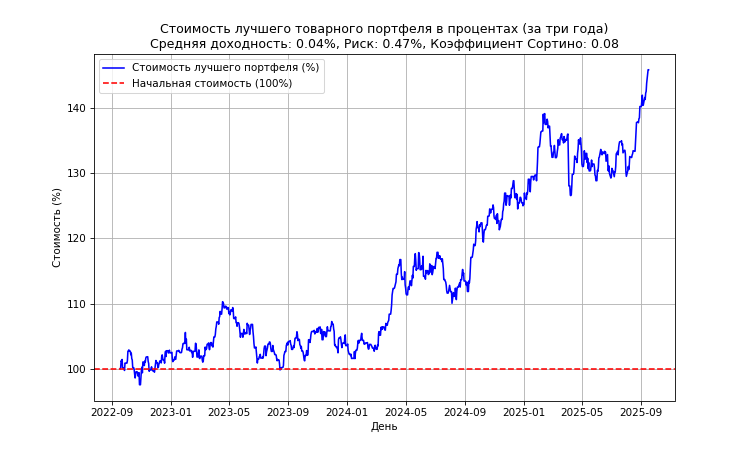 Стоимость лучшего товарного портфеля в процентах (за три года)
Средняя доходность: 0.04%, Риск: 0.47%, Коэффициент Сортино: 0.08
Стоимость лучшего портфеля (%)
Начальная стоимость (100%)
Стоимость (%)
140
130
120
110
100
2022-09 2023-01 2023-05 2023-09 2024-01 2024-05 2024-09 2025-01 2025-05 2025-09
День